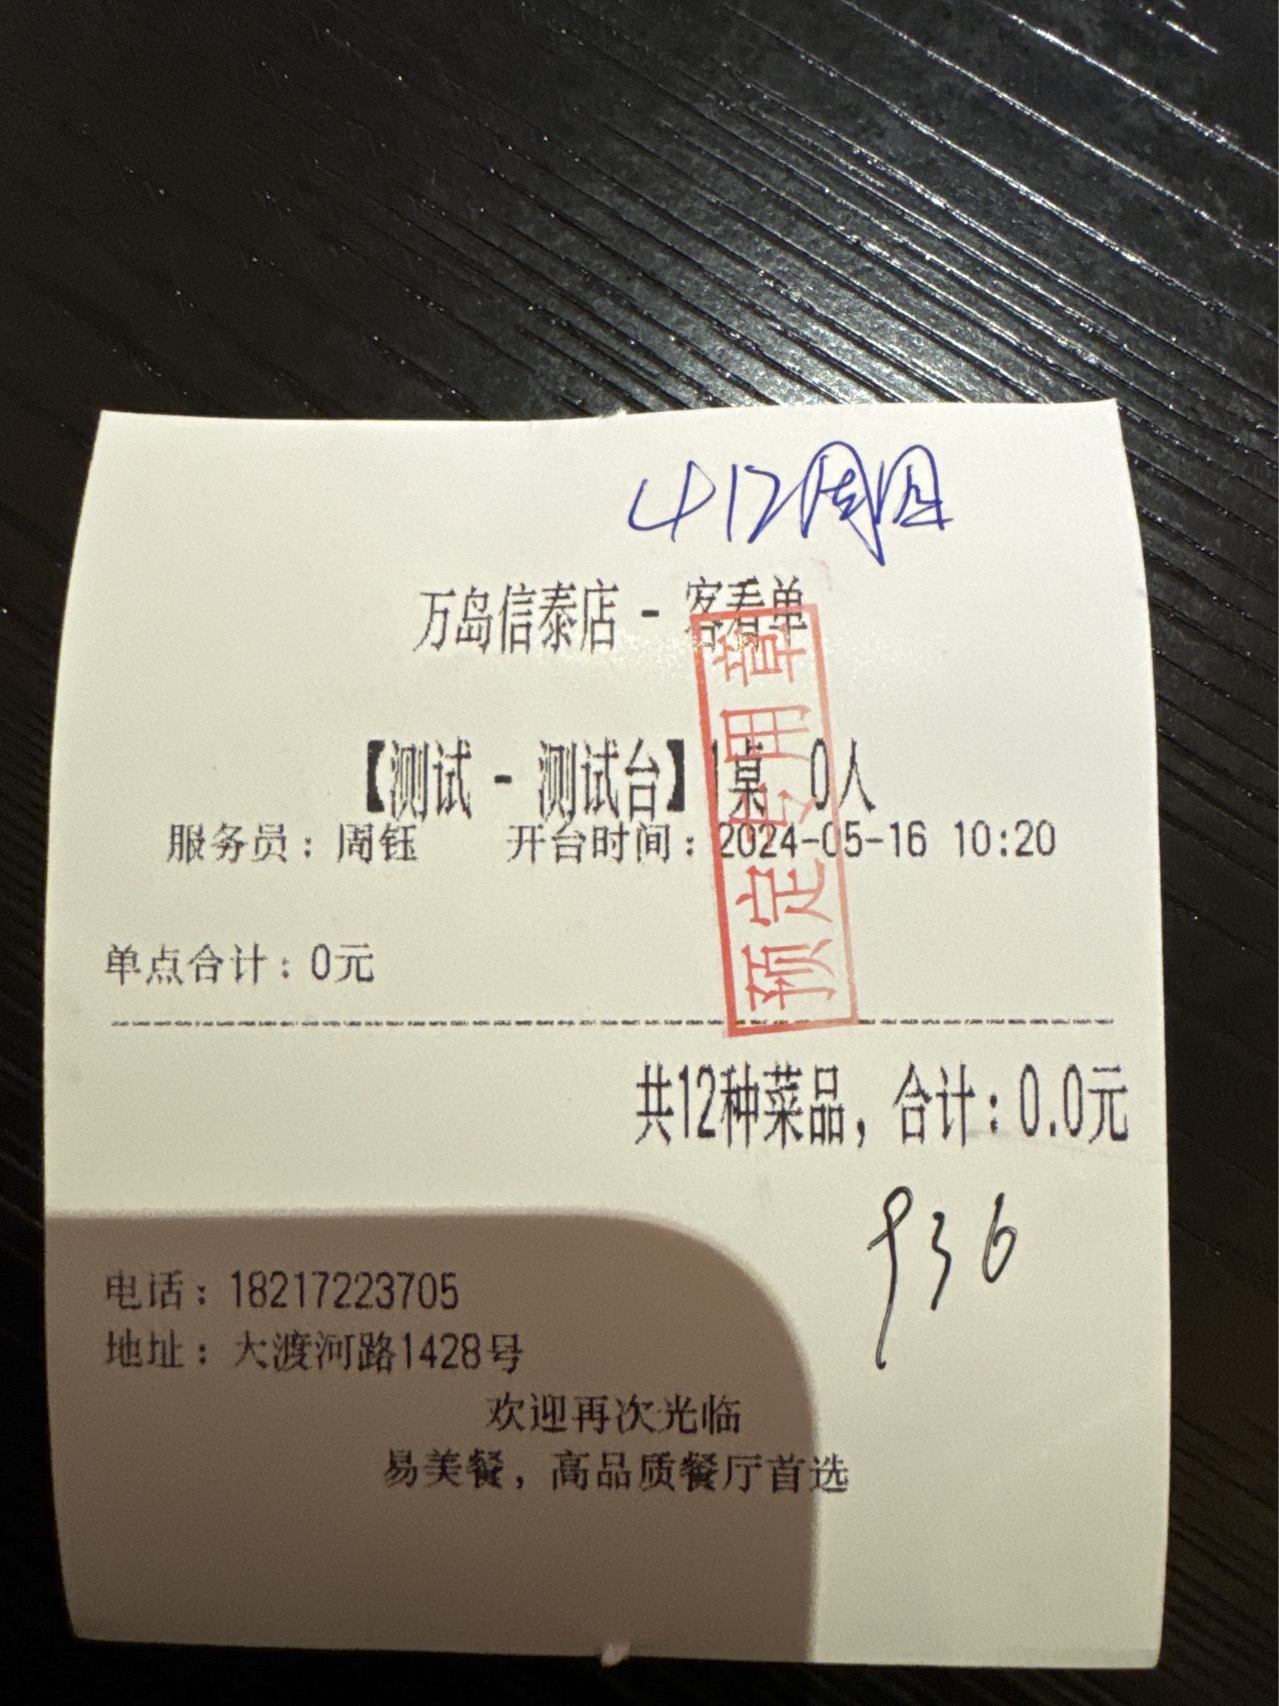 412周
万岛信泰店 - 客看单
【测试 - 测试台】1桌 0人
服务员：周钰 开台时间：2024-05-16 10:20
预定专用章
单点合计：0元
共12种菜品，合计：0.0元
936
电话：18217223705
地址：大渡河路1428号
欢迎再次光临
易美餐，高品质餐厅首选